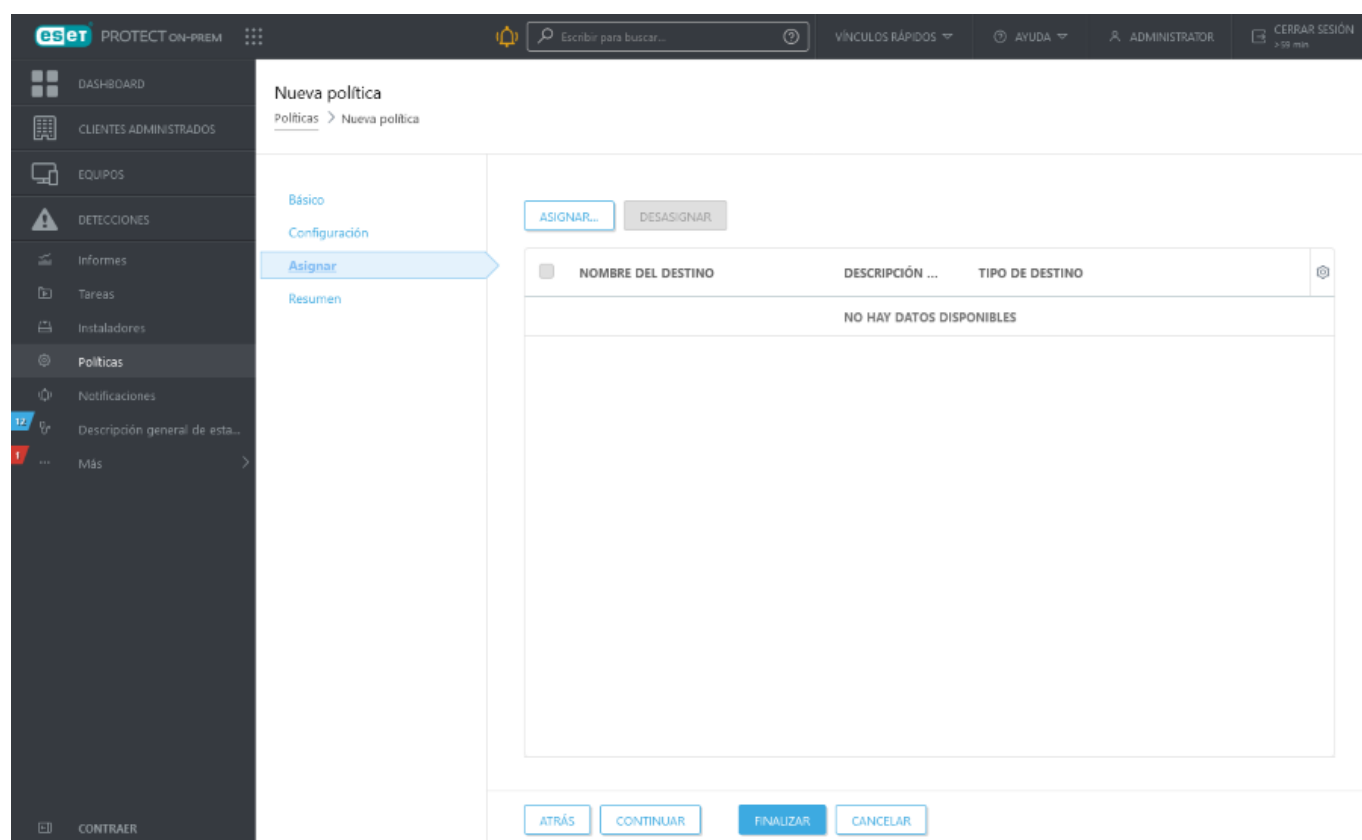 eset PROTECT ON-PREM
Escribir para buscar...
VÍNCULOS RÁPIDOS
AYUDA
ADMINISTRATOR
CERRAR SESIÓN
> 59 min
DASHBOARD
CLIENTES ADMINISTRADOS
EQUIPOS
DETECCIONES
Informes
Tareas
Instaladores
Políticas
Notificaciones
12
Descripción general de esta...
1
Más
CONTRAER
Nueva política
Políticas > Nueva política
Básico
Configuración
Asignar
Resumen
ASIGNAR...
DESASIGNAR
NOMBRE DEL DESTINO
DESCRIPCIÓN ...
TIPO DE DESTINO
NO HAY DATOS DISPONIBLES
ATRÁS
CONTINUAR
FINALIZAR
CANCELAR